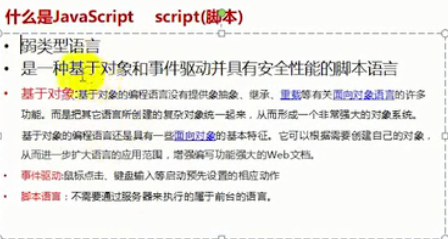 什么是JavaScript    script(脚本)
• 弱类型语言
• 是一种基于对象和事件驱动并具有安全性能的脚本语言
• 基于对象:基于对象的编程语言没有提供象抽象、继承、重载等有关面向对象语言的许多
功能。而是把其它语言所创建的复杂对象统一起来，从而形成一个非常强大的对象系统。
基于对象的编程语言还是具有一些面向对象的基本特征。它可以根据需要创建自己的对象，
从而进一步扩大语言的应用范围，增强编写功能强大的Web文档。
• 事件驱动:鼠标点击、键盘输入等启动预先设置的相应动作
• 脚本语言：不需要通过服务器来执行的属于前台的语言。